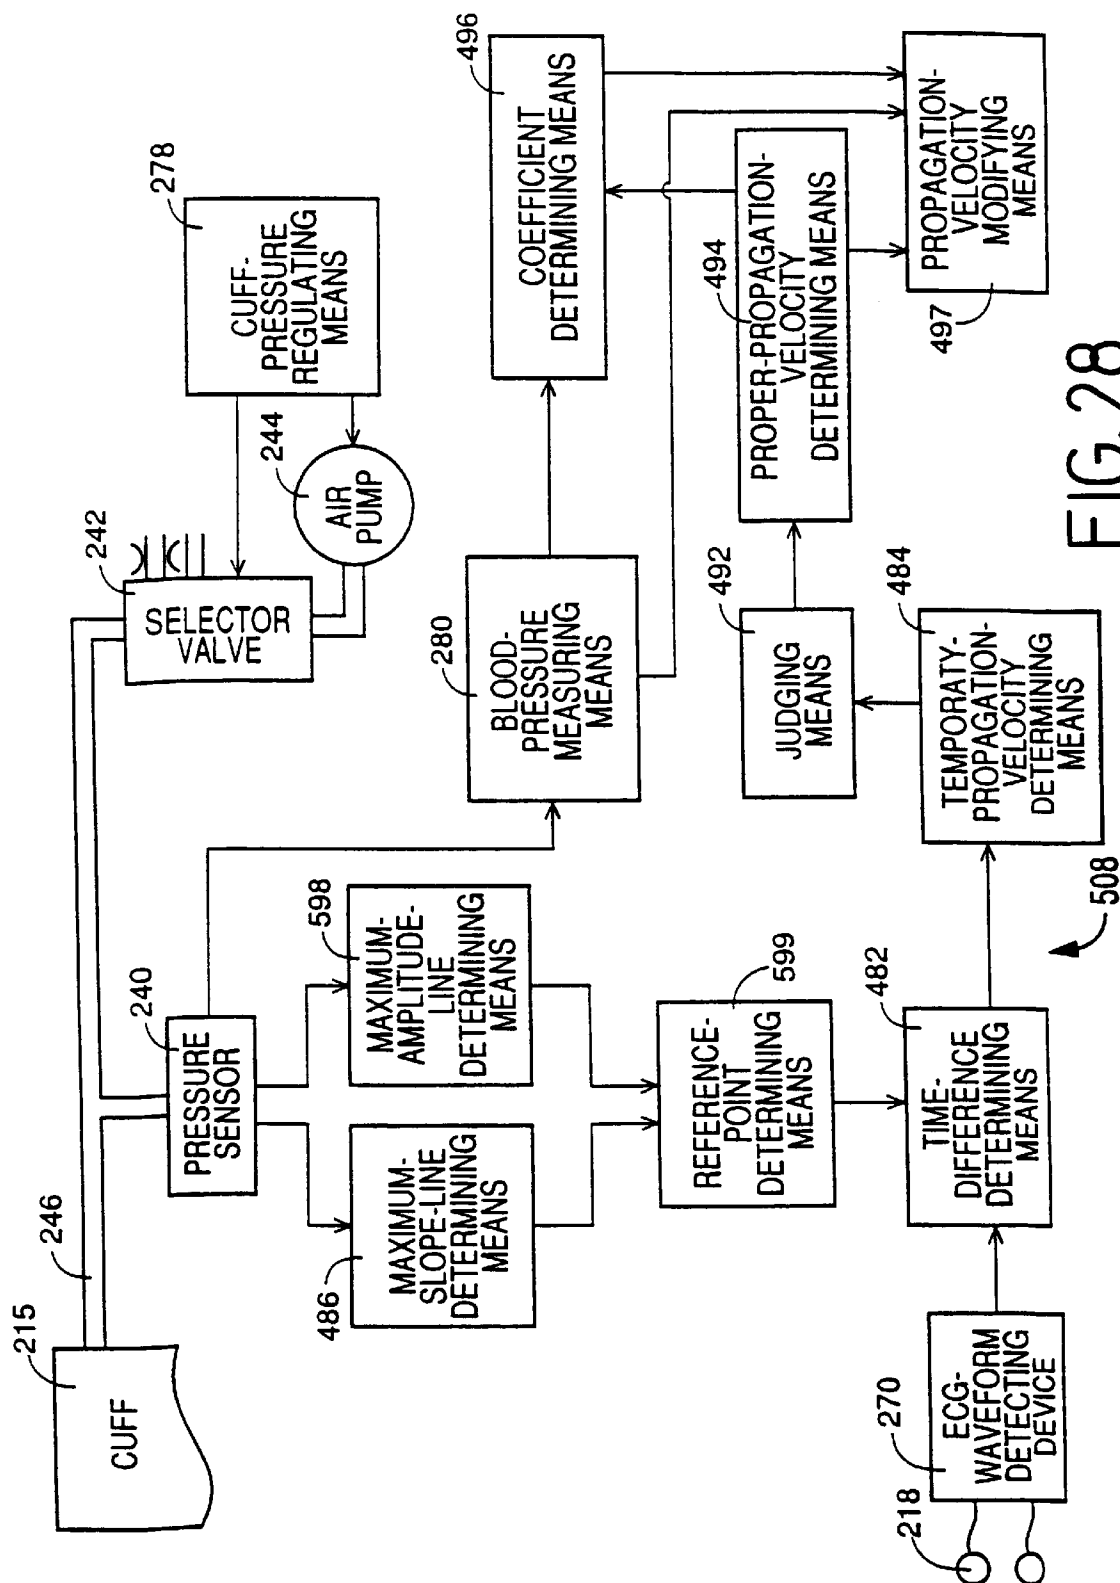 215
CUFF
246
240
PRESSURE
SENSOR
242
SELECTOR
VALVE
244
AIR
PUMP
278
CUFF-
PRESSURE
REGULATING
MEANS
486
MAXIMUM-
SLOPE-LINE
DETERMINING
MEANS
598
MAXIMUM-
AMPLITUDE-
LINE
DETERMINING
MEANS
280
BLOOD-
PRESSURE
MEASURING
MEANS
496
COEFFICIENT
DETERMINING MEANS
599
REFERENCE-
POINT
DETERMINING
MEANS
492
JUDGING
MEANS
494
PROPER-PROPAGATION-
VELOCITY
DETERMINING MEANS
218
270
ECG-
WAVEFORM
DETECTING
DEVICE
482
TIME-
DIFFERENCE
DETERMINING
MEANS
484
TEMPORATY-
PROPAGATION-
VELOCITY
DETERMINING
MEANS
497
PROPAGATION-
VELOCITY
MODIFYING
MEANS
508
FIG.28